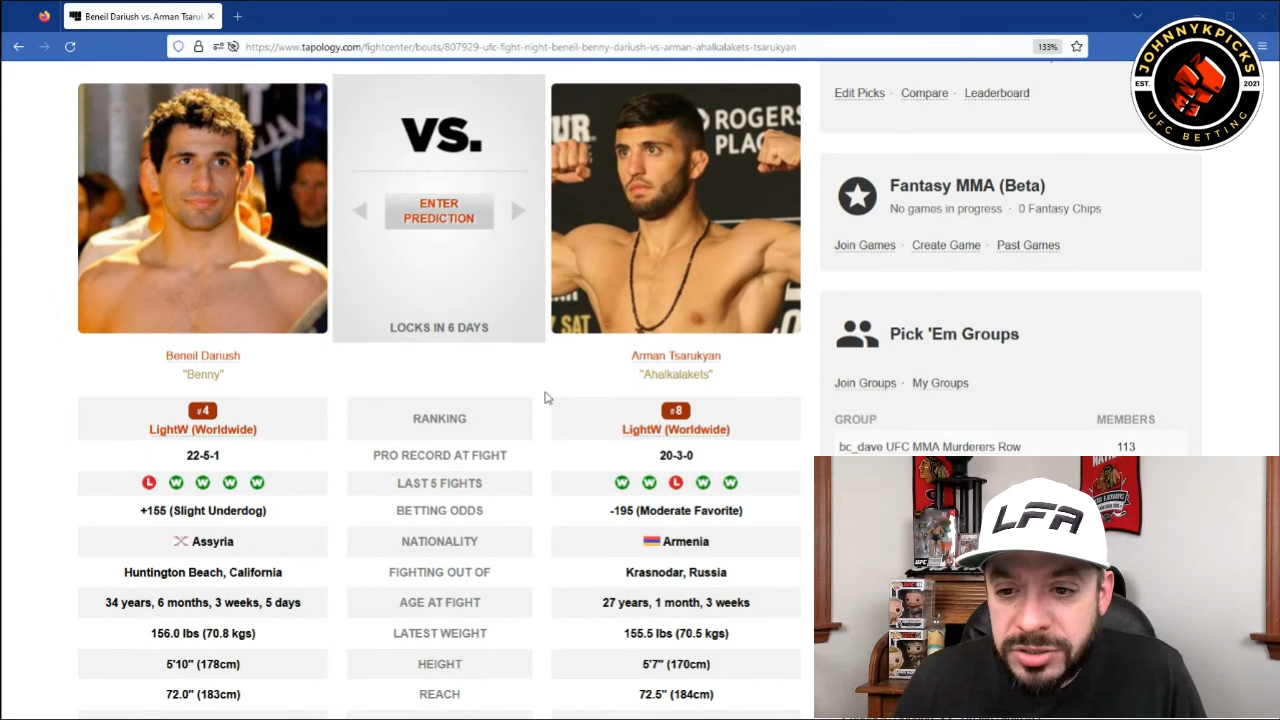 Beneil Dariush vs. Arman Tsaruk
https://www.tapology.com/fightcenter/bouts/807929-ufc-fight-night-beneil-benny-dariush-vs-arman-ahalkalakets-tsarukyan
133%
JOHNNYKPICKS
EST. 2021
UFC BETTING
VS.
ENTER
PREDICTION
LOCKS IN 6 DAYS
ROGERS
PLAC
Beneil Dariush
"Benny"
Arman Tsarukyan
"Ahalkalakets"
#4
LightW (Worldwide)
RANKING
#8
LightW (Worldwide)
22-5-1
PRO RECORD AT FIGHT
20-3-0
L W W W W
LAST 5 FIGHTS
W W L W W
+155 (Slight Underdog)
BETTING ODDS
-195 (Moderate Favorite)
Assyria
NATIONALITY
Armenia
Huntington Beach, California
FIGHTING OUT OF
Krasnodar, Russia
34 years, 6 months, 3 weeks, 5 days
AGE AT FIGHT
27 years, 1 month, 3 weeks
156.0 lbs (70.8 kgs)
LATEST WEIGHT
155.5 lbs (70.5 kgs)
5'10" (178cm)
HEIGHT
5'7" (170cm)
72.0" (183cm)
REACH
72.5" (184cm)
Edit Picks · Compare · Leaderboard
Fantasy MMA (Beta)
No games in progress · 0 Fantasy Chips
Join Games · Create Game · Past Games
Pick 'Em Groups
Join Groups · My Groups
GROUP MEMBERS
bc_dave UFC MMA Murderers Row 113
LFA
UFC